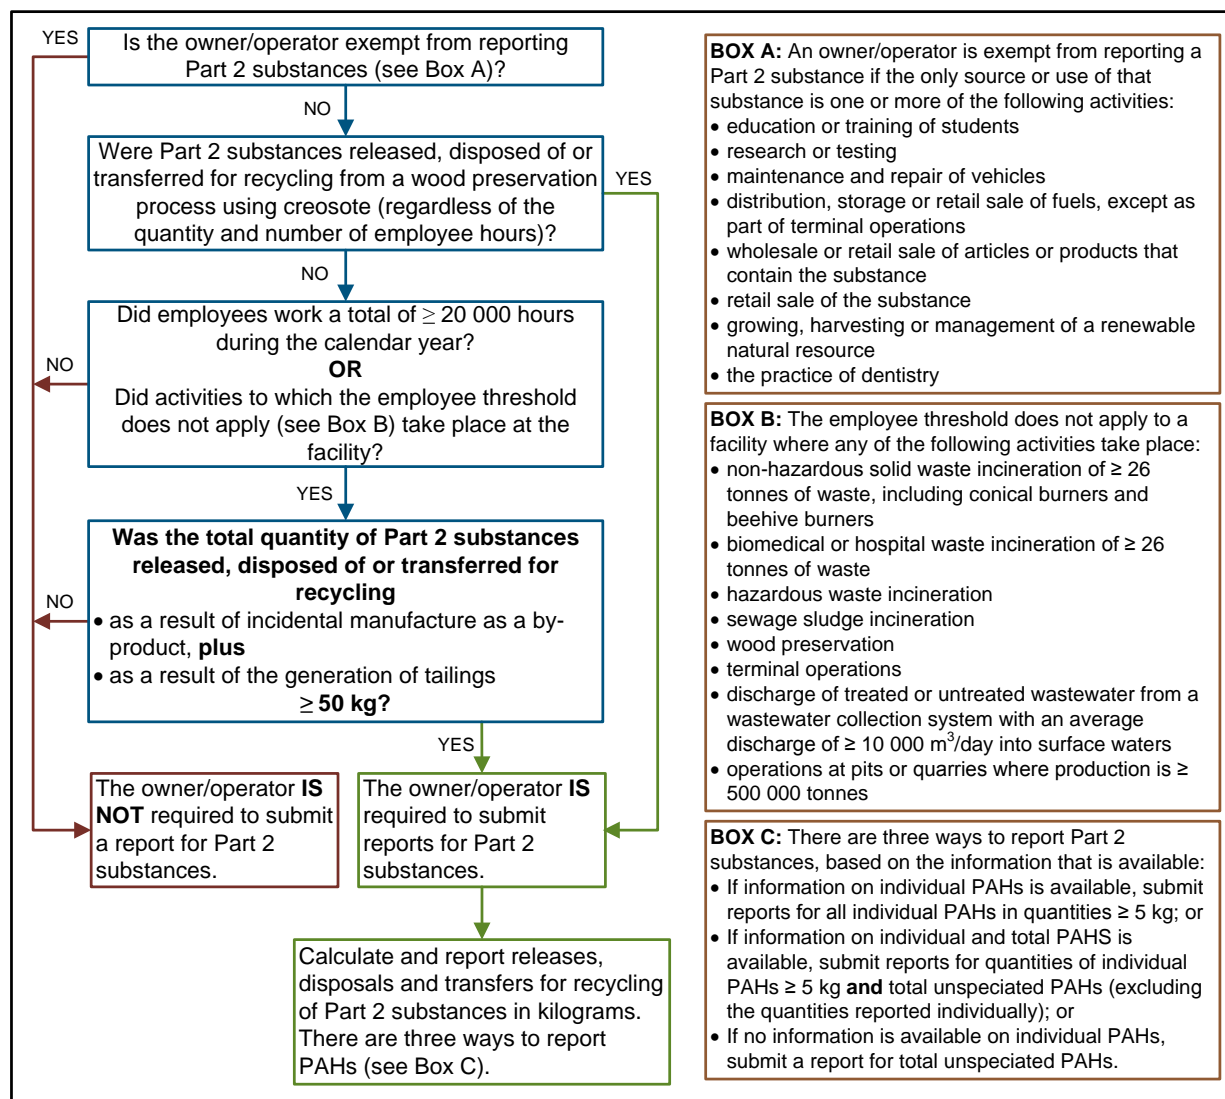 YES
Is the owner/operator exempt from reporting
Part 2 substances (see Box A)?
NO
Were Part 2 substances released, disposed of or
transferred for recycling from a wood preservation
process using creosote (regardless of the
quantity and number of employee hours)?
YES
NO
Did employees work a total of ≥ 20 000 hours
during the calendar year?
OR
Did activities to which the employee threshold
does not apply (see Box B) take place at the
facility?
NO
YES
Was the total quantity of Part 2 substances
released, disposed of or transferred for
recycling
• as a result of incidental manufacture as a by-
product, plus
• as a result of the generation of tailings
≥ 50 kg?
NO
YES
The owner/operator IS
NOT required to submit
a report for Part 2
substances.
The owner/operator IS
required to submit
reports for Part 2
substances.
Calculate and report releases,
disposals and transfers for recycling
of Part 2 substances in kilograms.
There are three ways to report
PAHs (see Box C).
BOX A: An owner/operator is exempt from reporting a
Part 2 substance if the only source or use of that
substance is one or more of the following activities:
• education or training of students
• research or testing
• maintenance and repair of vehicles
• distribution, storage or retail sale of fuels, except as
part of terminal operations
• wholesale or retail sale of articles or products that
contain the substance
• retail sale of the substance
• growing, harvesting or management of a renewable
natural resource
• the practice of dentistry
BOX B: The employee threshold does not apply to a
facility where any of the following activities take place:
• non-hazardous solid waste incineration of ≥ 26
tonnes of waste, including conical burners and
beehive burners
• biomedical or hospital waste incineration of ≥ 26
tonnes of waste
• hazardous waste incineration
• sewage sludge incineration
• wood preservation
• terminal operations
• discharge of treated or untreated wastewater from a
wastewater collection system with an average
discharge of ≥ 10 000 m³/day into surface waters
• operations at pits or quarries where production is ≥
500 000 tonnes
BOX C: There are three ways to report Part 2
substances, based on the information that is available:
• If information on individual PAHs is available, submit
reports for all individual PAHs in quantities ≥ 5 kg; or
• If information on individual and total PAHS is
available, submit reports for quantities of individual
PAHs ≥ 5 kg and total unspeciated PAHs (excluding
the quantities reported individually); or
• If no information is available on individual PAHs,
submit a report for total unspeciated PAHs.